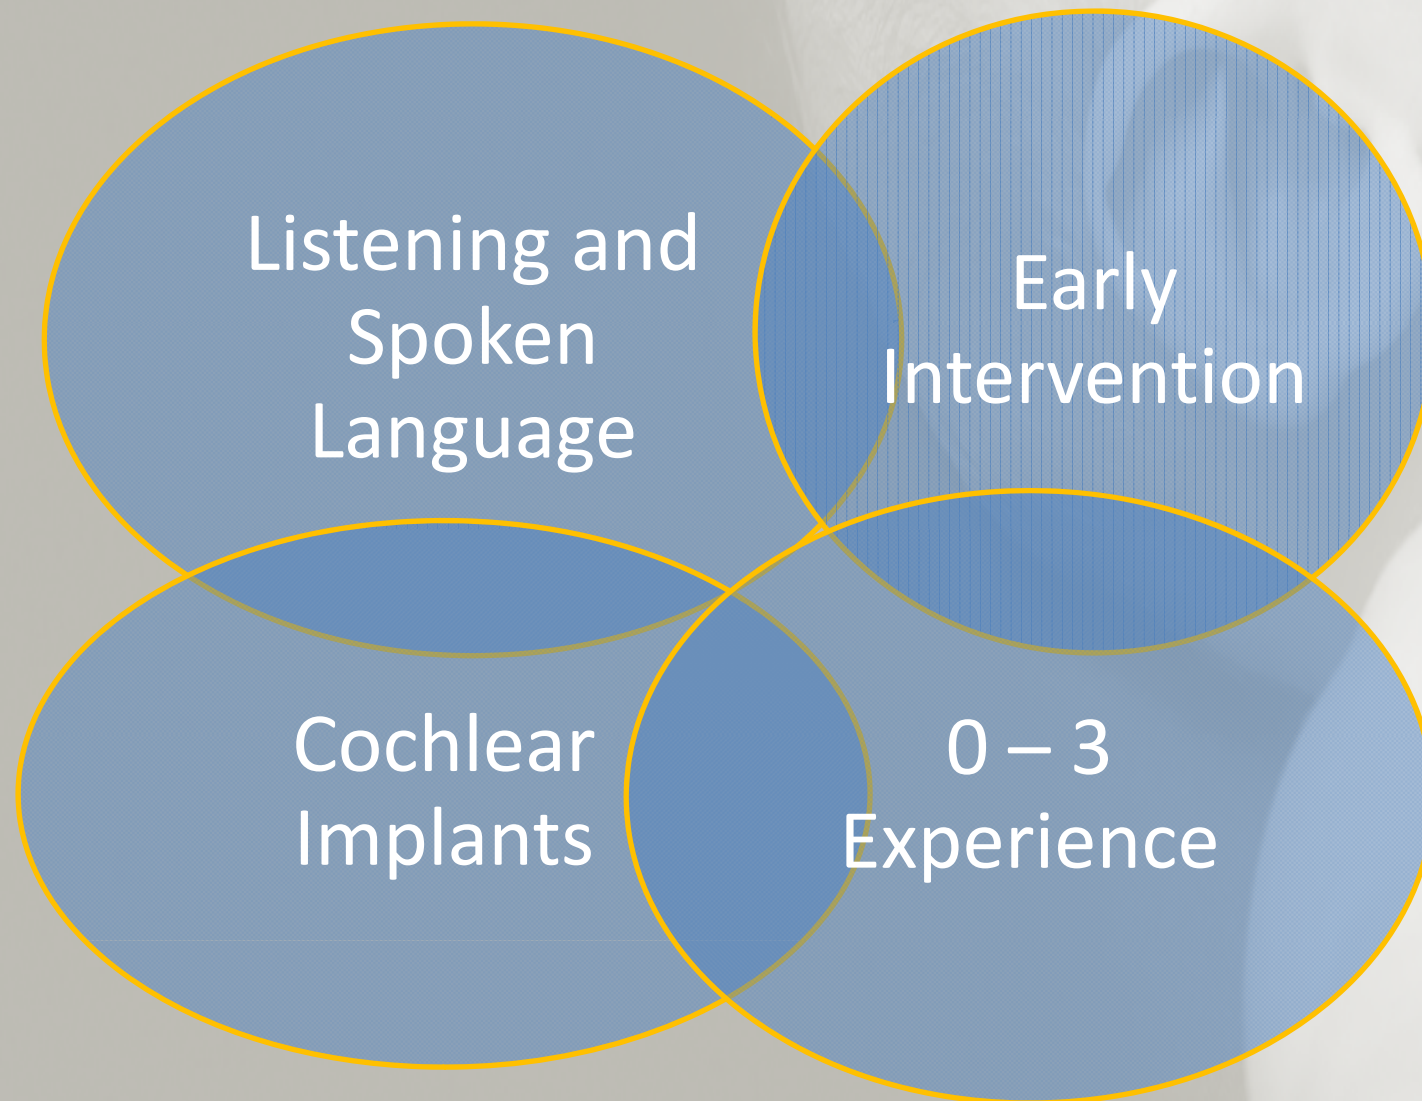 Listening and
Spoken
Language
Early
Intervention
Cochlear
Implants
0 – 3
Experience